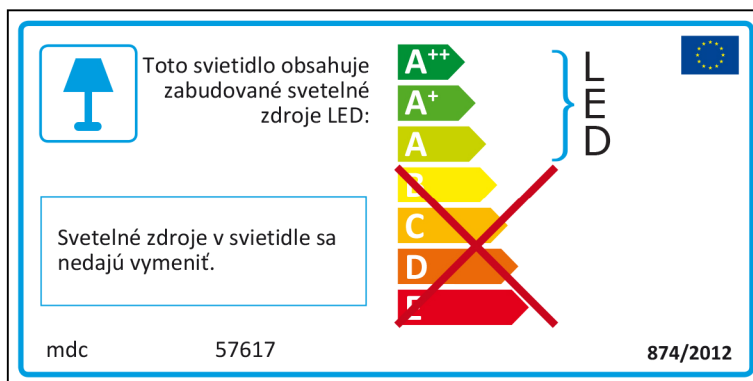 Toto svietidlo obsahuje
zabudované svetelné
zdroje LED:
A++
A+
A
B
C
D
E
L
E
D
Svetelné zdroje v svietidle sa
nedajú vymeniť.
mdc 57617
874/2012